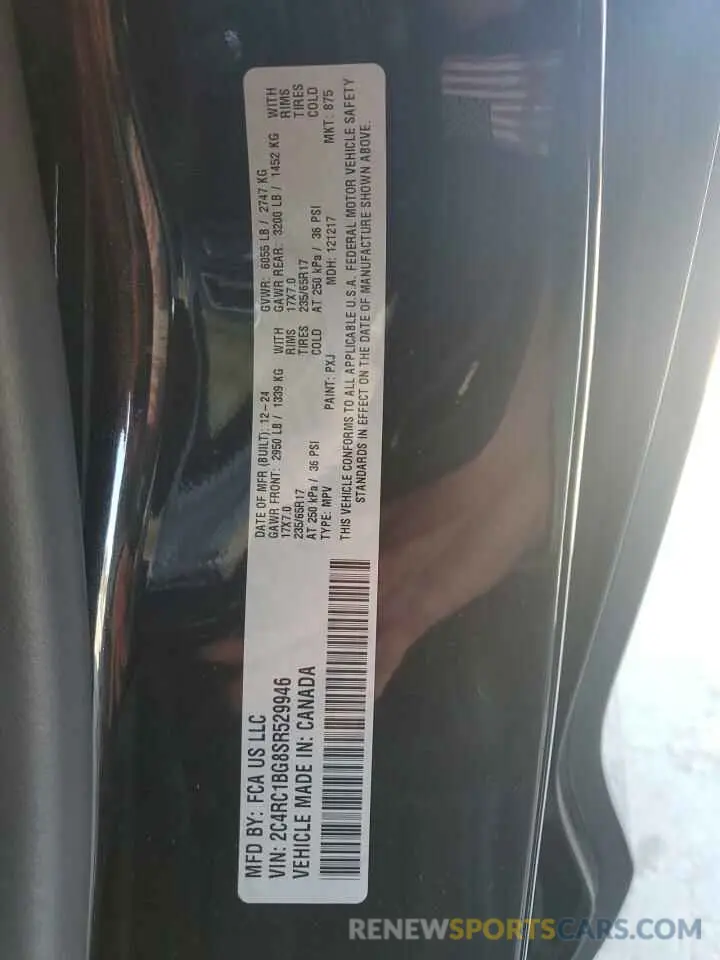 MFD BY: FCA US LLC
VIN: 2C4RC1BG8SR529946
VEHICLE MADE IN: CANADA
DATE OF MFR (BUILT): 12-24 GVWR: 6055 LB / 2747 KG
GAWR FRONT: 2950 LB / 1339 KG WITH GAWR REAR: 3200 LB / 1452 KG WITH
17X7.0 RIMS 17X7.0 RIMS
235/65R17 TIRES 235/65R17 TIRES
AT 250 kPa / 36 PSI COLD AT 250 kPa / 36 PSI COLD
TYPE: MPV PAINT: PXJ MDH: 121217 MKT: 875
THIS VEHICLE CONFORMS TO ALL APPLICABLE U.S.A. FEDERAL MOTOR VEHICLE SAFETY
STANDARDS IN EFFECT ON THE DATE OF MANUFACTURE SHOWN ABOVE.
RENEWSPORTSCARS.COM